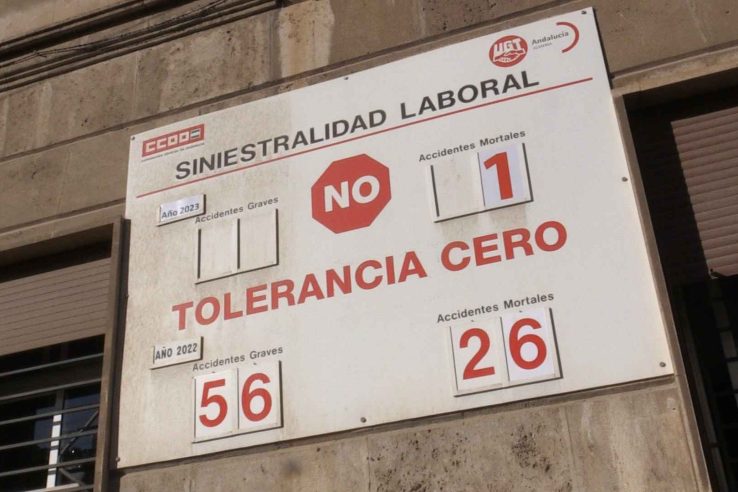 UGT
Andalucía
ALMERÍA
CCOO
SINIESTRALIDAD LABORAL
Año 2023
Accidentes Graves
NO
Accidentes Mortales
1
TOLERANCIA CERO
AÑO 2022
Accidentes Graves
56
Accidentes Mortales
26